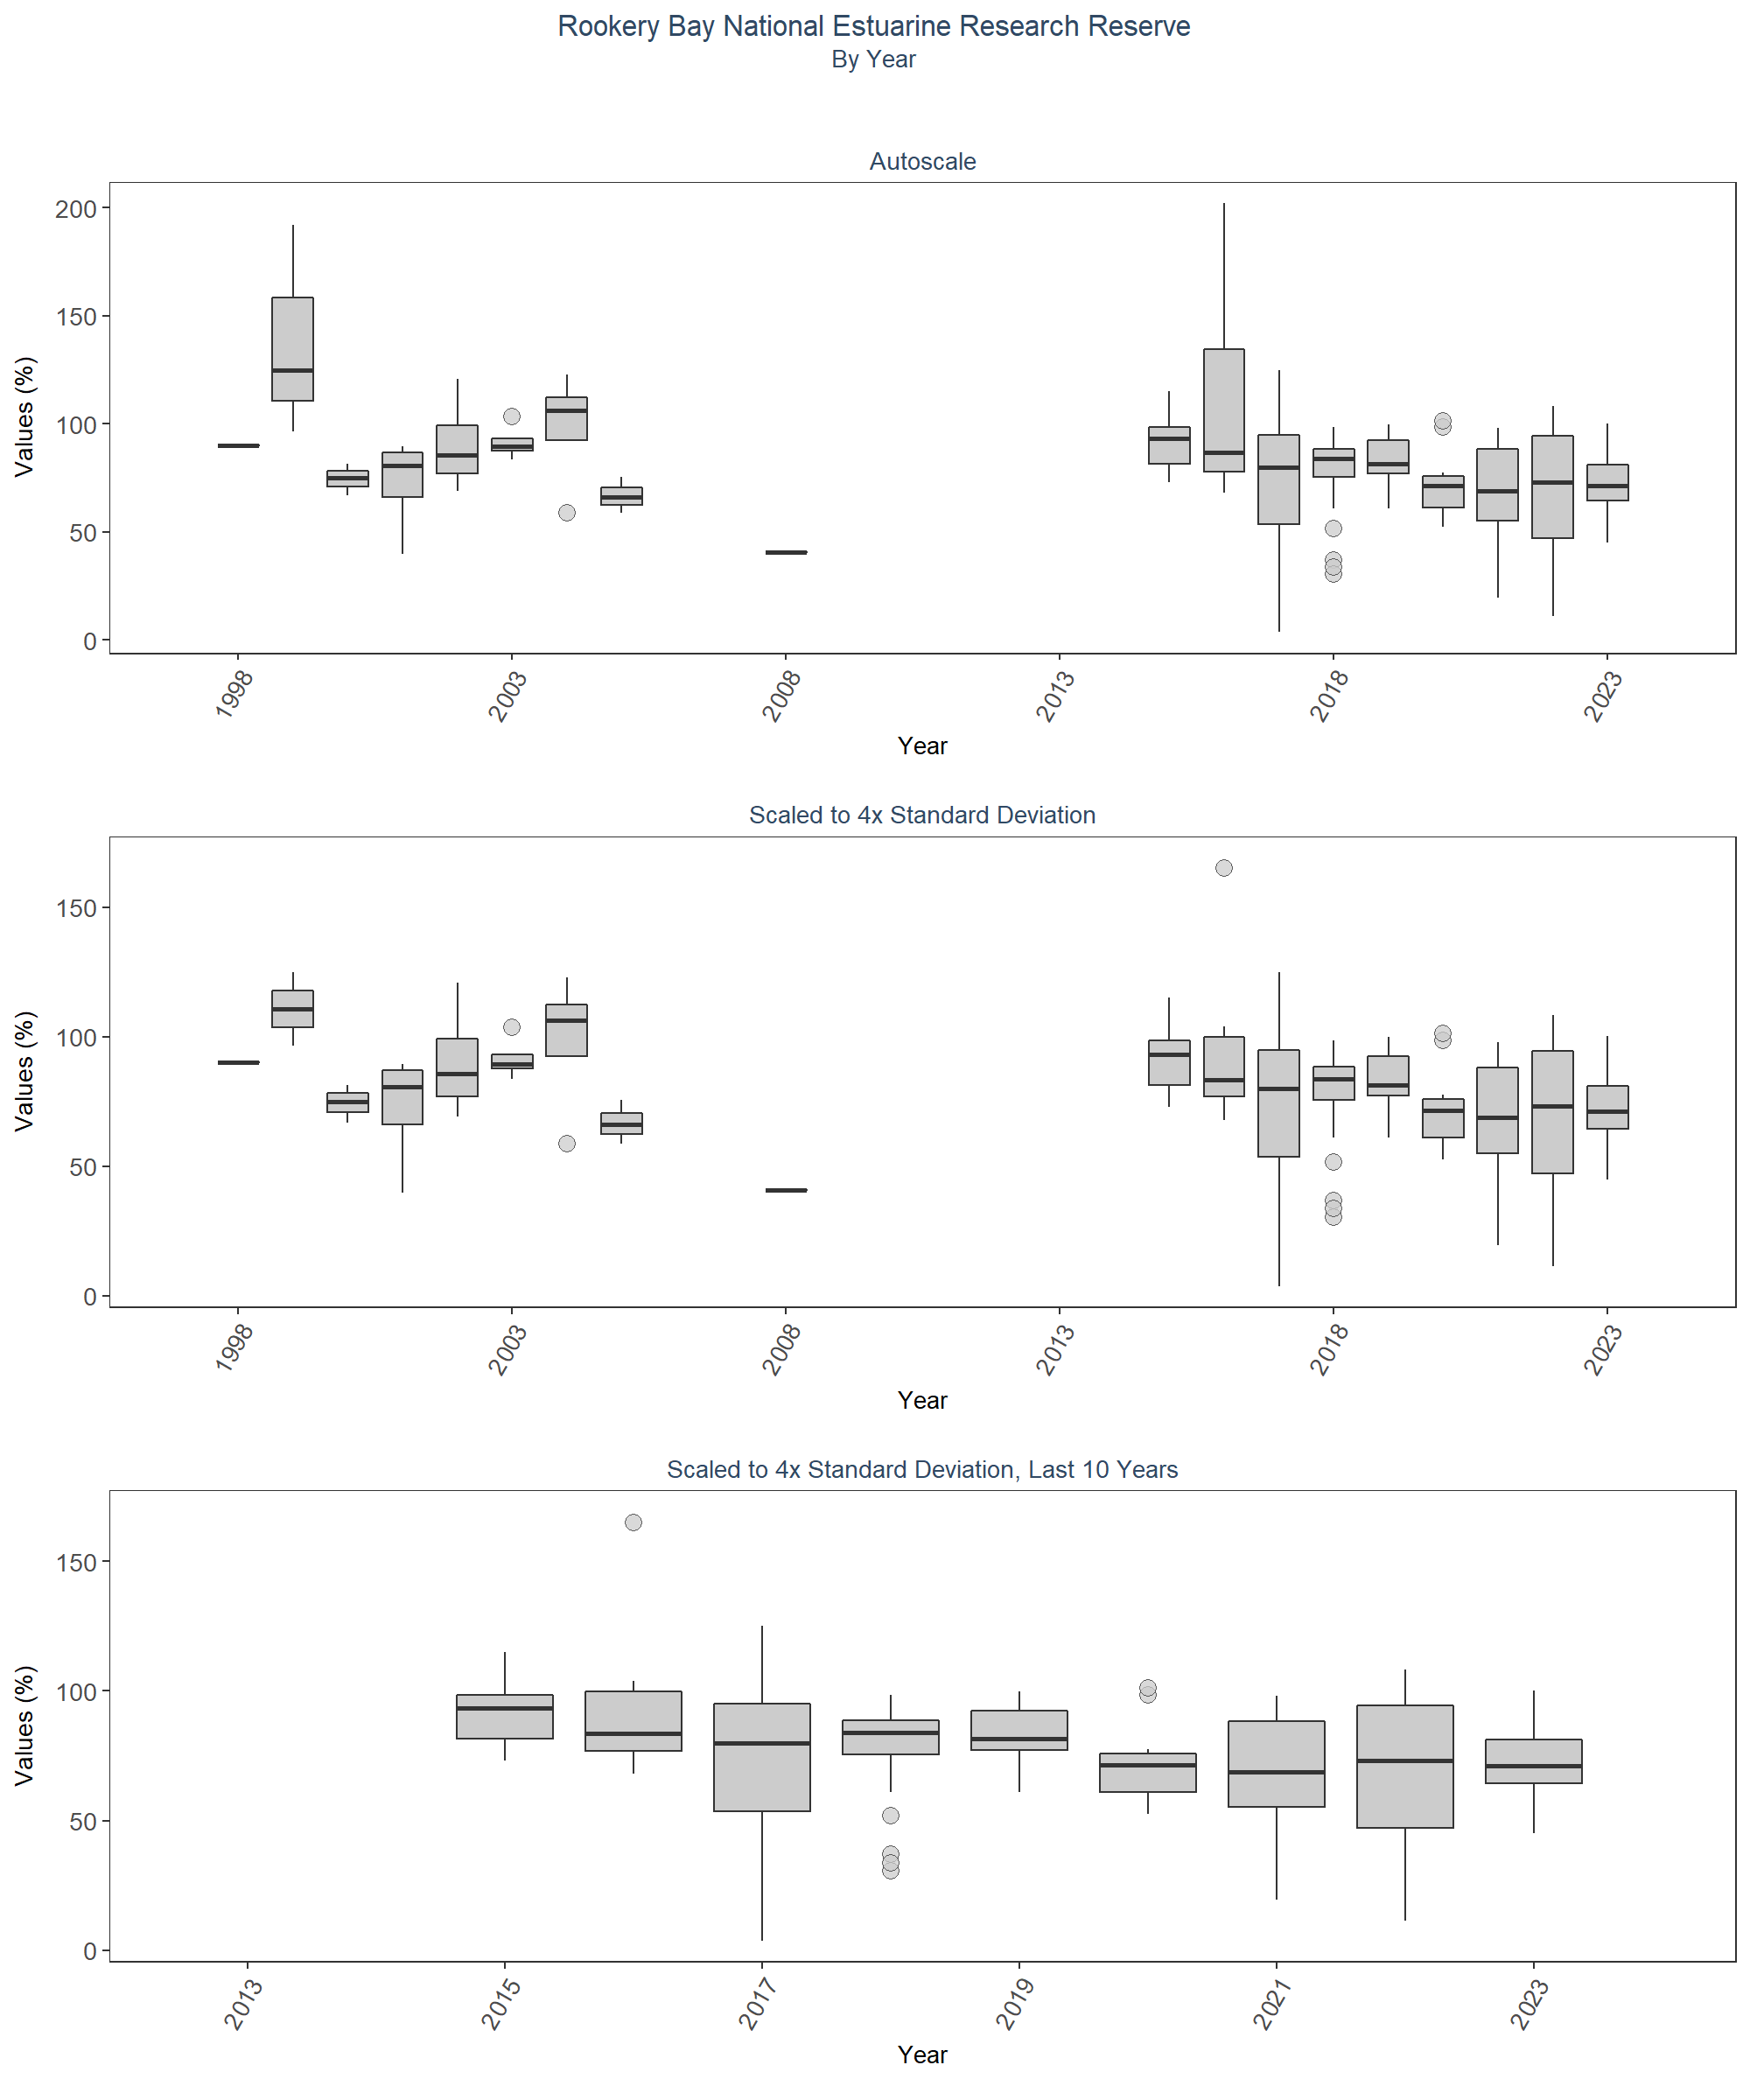 Rookery Bay National Estuarine Research Reserve
By Year
Autoscale
Values (%)
200
150
100
50
0
1998
2003
2008
2013
2018
2023
Year
Scaled to 4x Standard Deviation
Values (%)
150
100
50
0
1998
2003
2008
2013
2018
2023
Year
Scaled to 4x Standard Deviation, Last 10 Years
Values (%)
150
100
50
0
2013
2015
2017
2019
2021
2023
Year